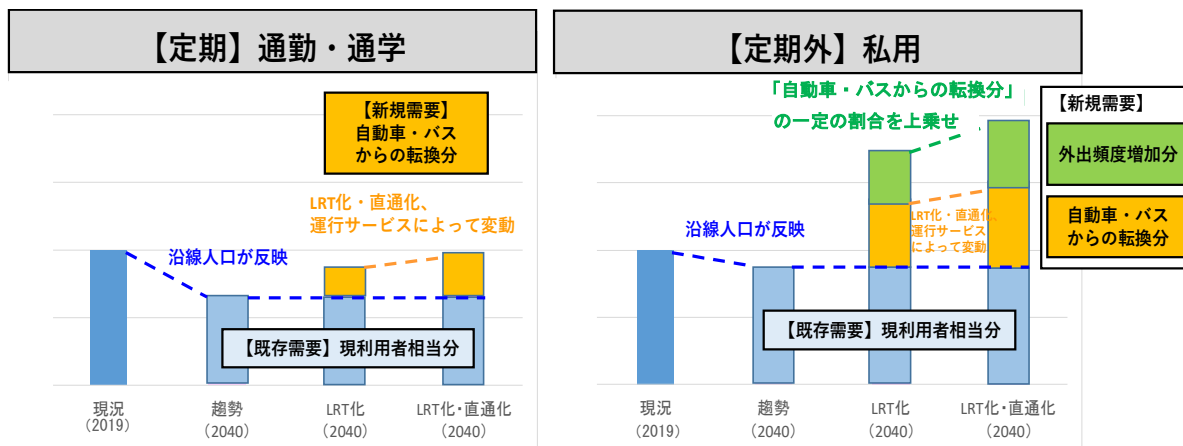 【定期】通勤・通学
【新規需要】
自動車・バス
からの転換分
LRT化・直通化、
運行サービスによって変動
沿線人口が反映
【既存需要】現利用者相当分
現況
(2019)
趨勢
(2040)
LRT化
(2040)
LRT化・直通化
(2040)
【定期外】私用
「自動車・バスからの転換分」
の一定の割合を上乗せ
【新規需要】
外出頻度増加分
自動車・バス
からの転換分
LRT化・直通化、
運行サービス
によって変動
沿線人口が反映
【既存需要】現利用者相当分
現況
(2019)
趨勢
(2040)
LRT化
(2040)
LRT化・直通化
(2040)